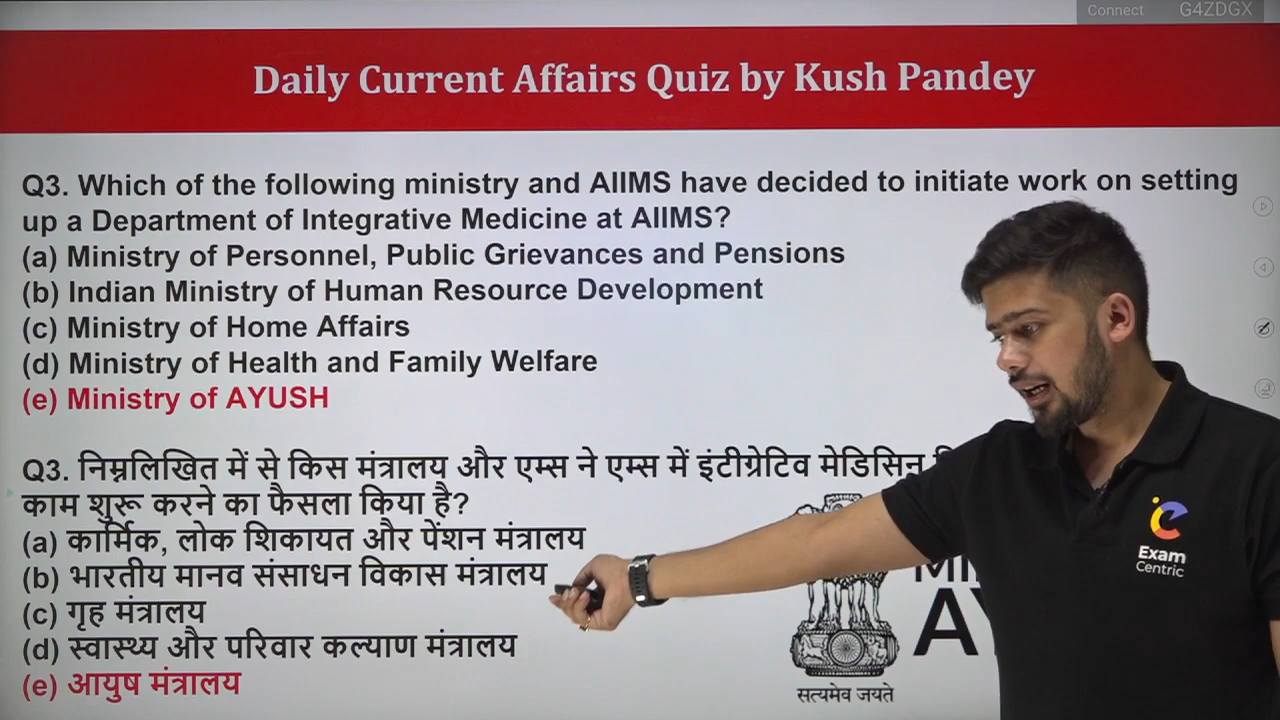 Connect G4ZDGX
Daily Current Affairs Quiz by Kush Pandey
Q3. Which of the following ministry and AIIMS have decided to initiate work on setting
up a Department of Integrative Medicine at AIIMS?
(a) Ministry of Personnel, Public Grievances and Pensions
(b) Indian Ministry of Human Resource Development
(c) Ministry of Home Affairs
(d) Ministry of Health and Family Welfare
(e) Ministry of AYUSH
Q3. निम्नलिखित में से किस मंत्रालय और एम्स ने एम्स में इंटीग्रेटिव मेडिसिन
काम शुरू करने का फैसला किया है?
(a) कार्मिक, लोक शिकायत और पेंशन मंत्रालय
(b) भारतीय मानव संसाधन विकास मंत्रालय
(c) गृह मंत्रालय
(d) स्वास्थ्य और परिवार कल्याण मंत्रालय
(e) आयुष मंत्रालय
सत्यमेव जयते
Exam
Centric